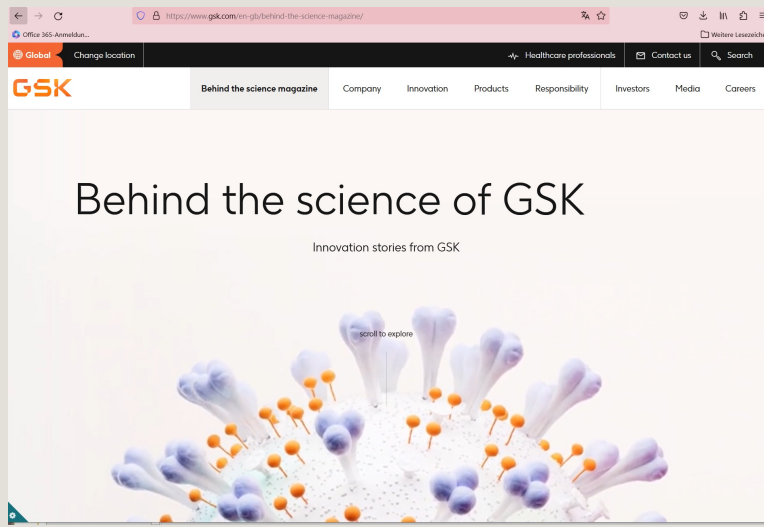 https://www.gsk.com/en-gb/behind-the-science-magazine/
Office 365-Anmeldun...
Weitere Lesezeiche
Global
Change location
Healthcare professionals
Contact us
Search
GSK
Behind the science magazine
Company
Innovation
Products
Responsibility
Investors
Media
Careers
Behind the science of GSK
Innovation stories from GSK
scroll to explore